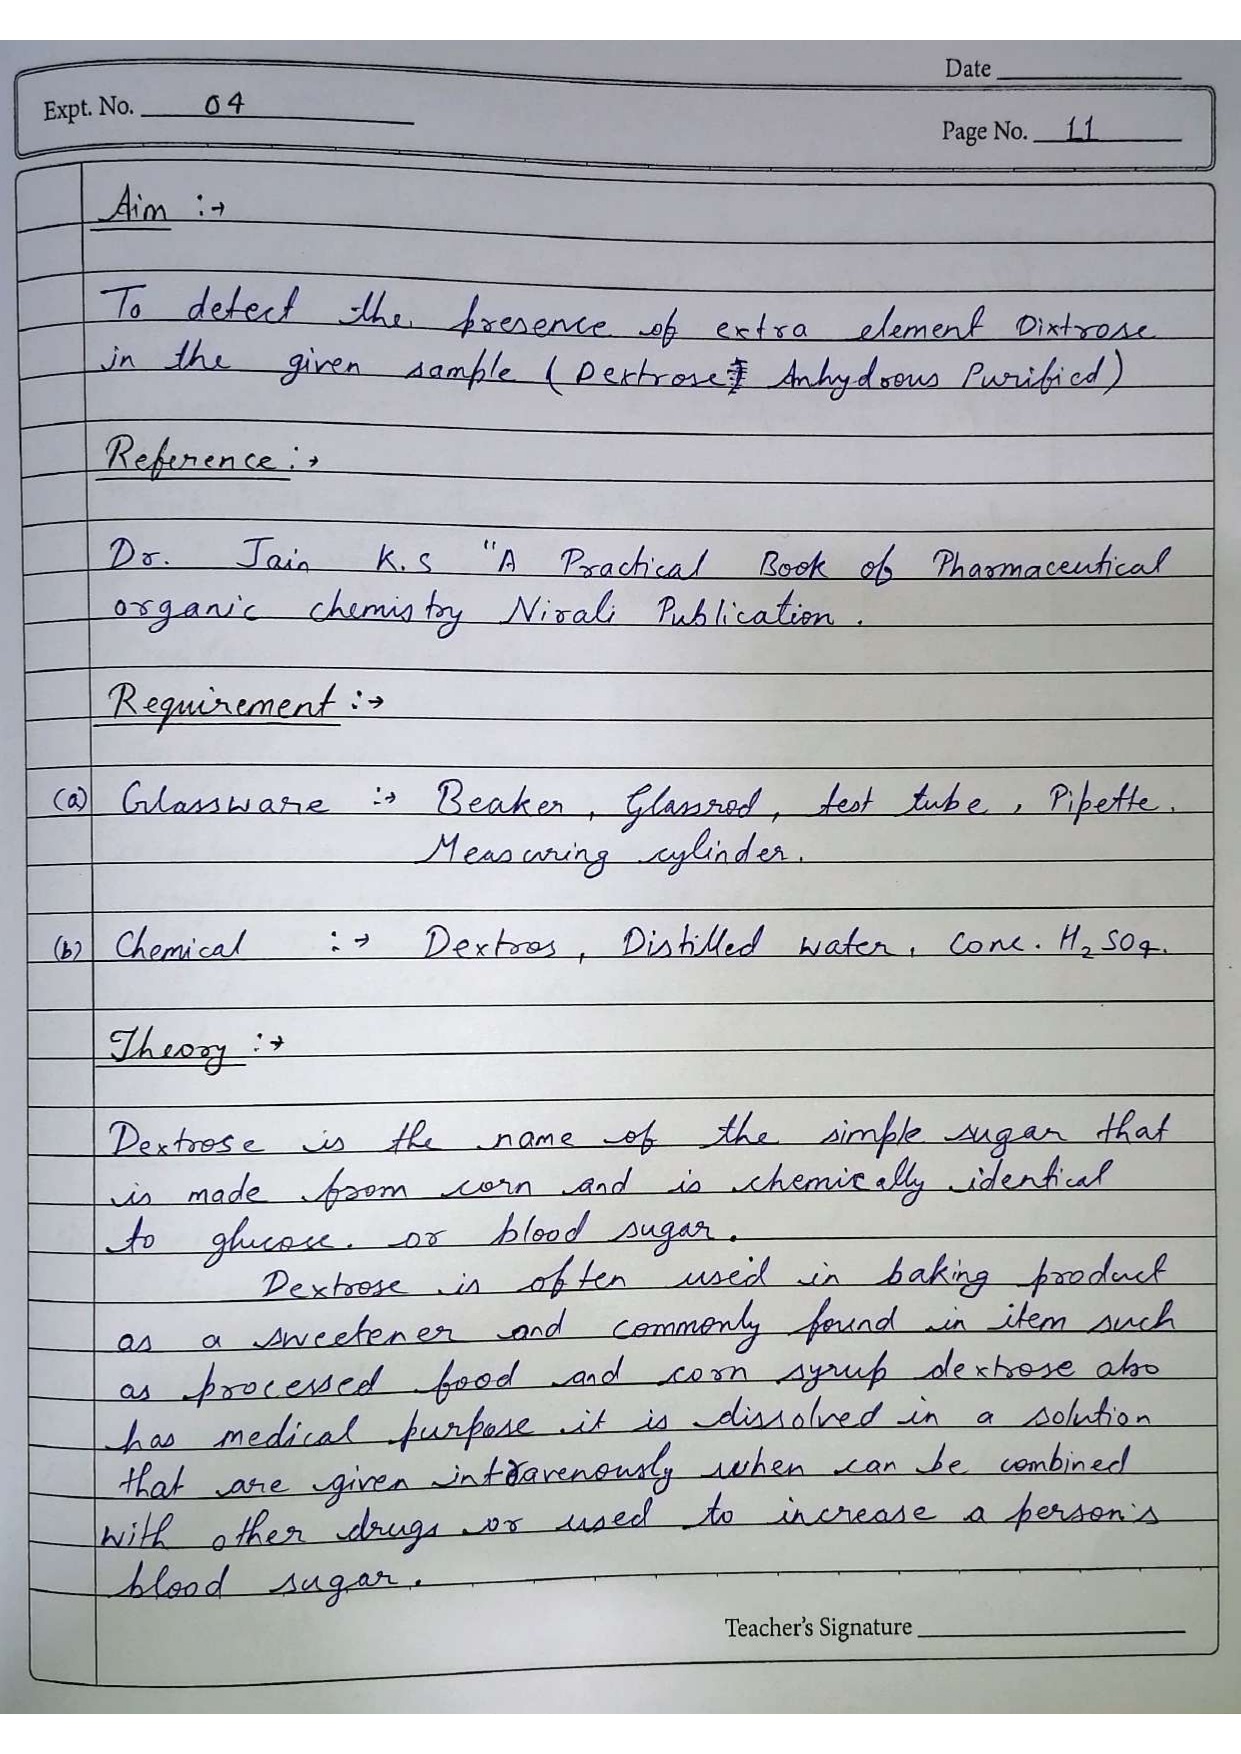 Date
Expt. No. 04
Page No. 11
Aim :→
To detect the presence of extra element Dixtrose
in the given sample (Dextrose Anhydrous Purified)
Reference :→
Dr. Jain K.S "A Practical Book of Pharmaceutical
organic chemistry Nirali Publication.
Requirement :→
(a) Glassware :→ Beaker, Glassrod, test tube, Pipette.
Measuring cylinder.
(b) Chemical :→ Dextros, Distilled water, conc. H₂SO₄.
Theory :→
Dextrose is the name of the simple sugar that
is made from corn and is chemically identical
to glucose. or blood sugar.
Dextrose is often used in baking product
as a sweetener and commonly found in item such
as processed food and corn syrup dextrose also
has medical purpose it is dissolved in a solution
that are given intravenously when can be combined
with other drugs or used to increase a person's
blood sugar.
Teacher's Signature